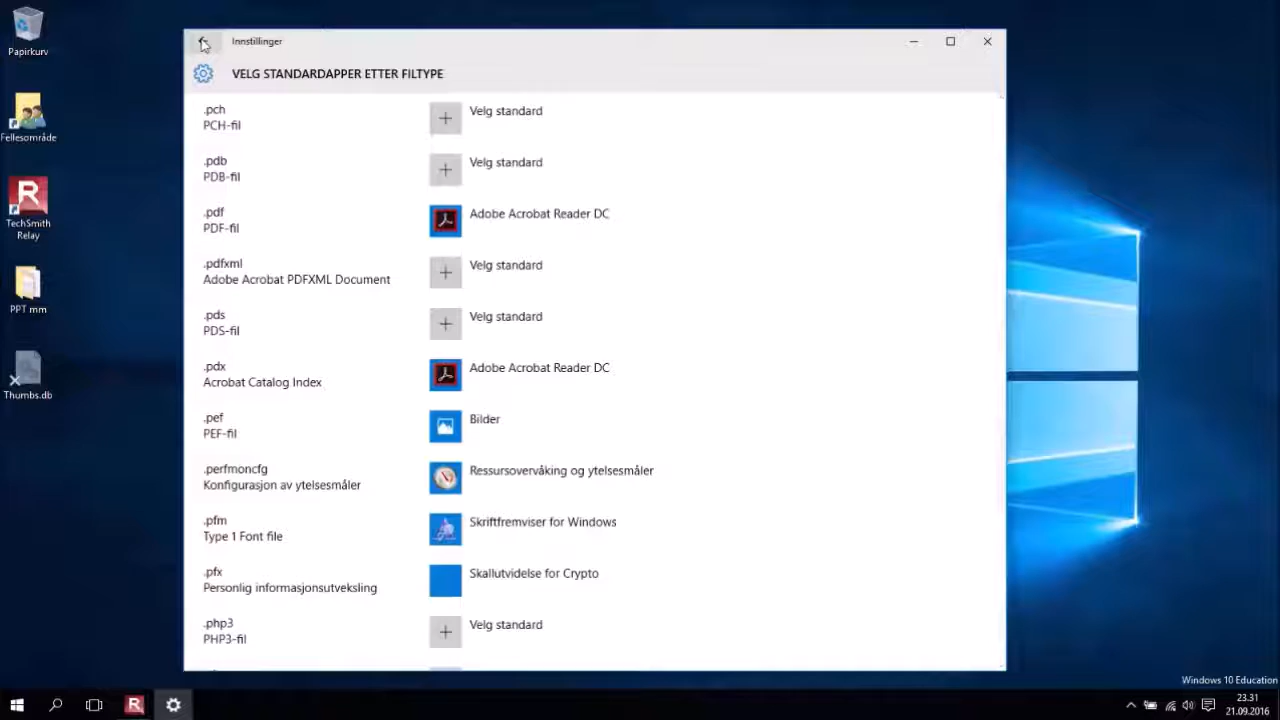 Papirkurv
Fellesområde
TechSmith
Relay
PPT mm
Thumbs.db
Innstillinger
VELG STANDARDAPPER ETTER FILTYPE
.pch
PCH-fil
Velg standard
.pdb
PDB-fil
Velg standard
.pdf
PDF-fil
Adobe Acrobat Reader DC
.pdfxml
Adobe Acrobat PDFXML Document
Velg standard
.pds
PDS-fil
Velg standard
.pdx
Acrobat Catalog Index
Adobe Acrobat Reader DC
.pef
PEF-fil
Bilder
.perfmoncfg
Konfigurasjon av ytelsesmåler
Ressursovervåking og ytelsesmåler
.pfm
Type 1 Font file
Skriftfremviser for Windows
.pfx
Personlig informasjonsutveksling
Skallutvidelse for Crypto
.php3
PHP3-fil
Velg standard
Windows 10 Education
23.31
21.09.2016